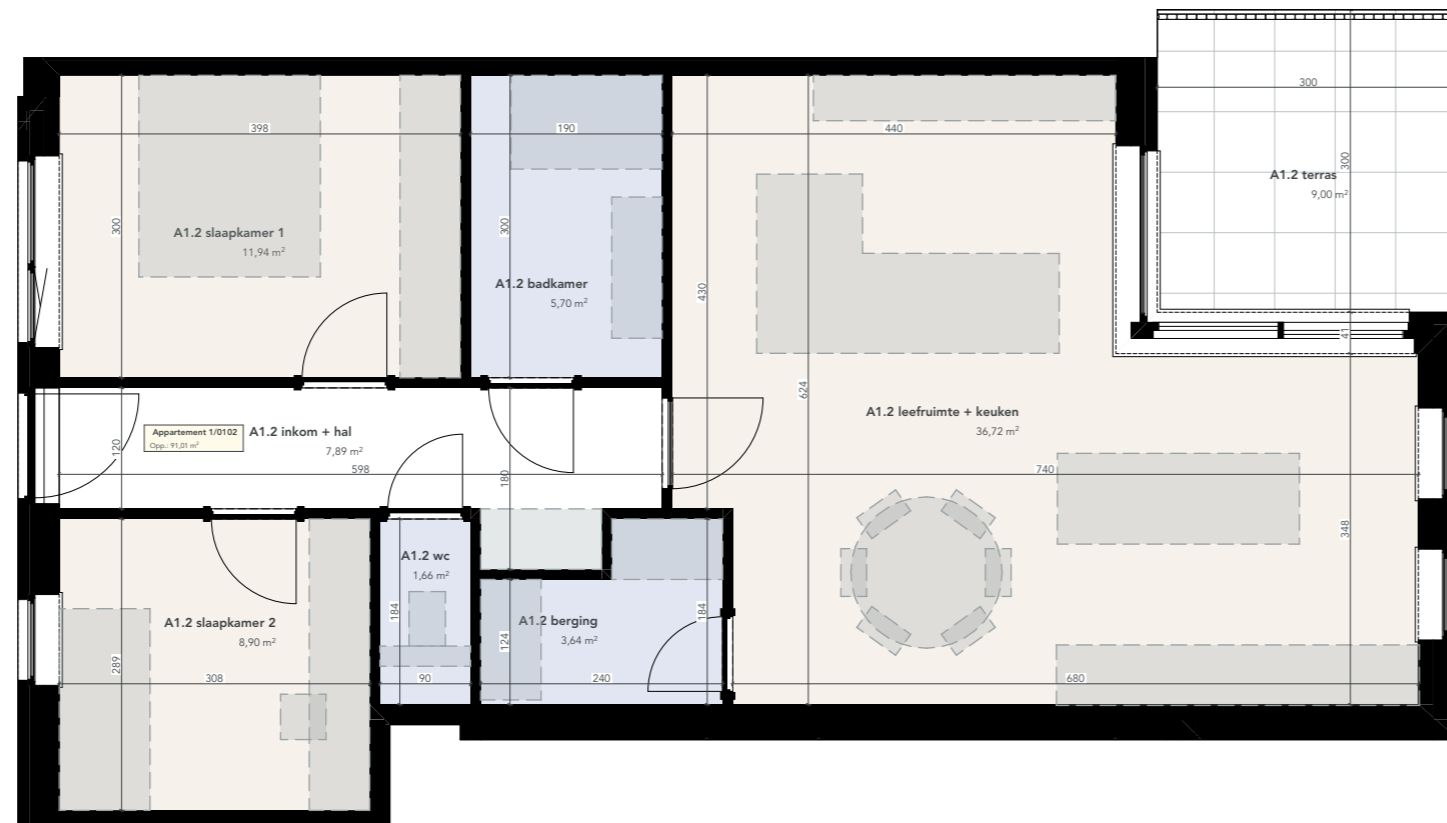 300
A1.2 terras
9,00 m²
300
398
190
440
A1.2 slaapkamer 1
11,94 m²
300
300
A1.2 badkamer
5,70 m²
430
624
41
A1.2 leefruimte + keuken
36,72 m²
740
Appartement 1/0102
Opp.: 91,01 m²
A1.2 inkom + hal
7,89 m²
120
598
180
348
A1.2 wc
1,66 m²
184
A1.2 slaapkamer 2
8,90 m²
289
308
90
A1.2 berging
3,64 m²
124
184
240
680